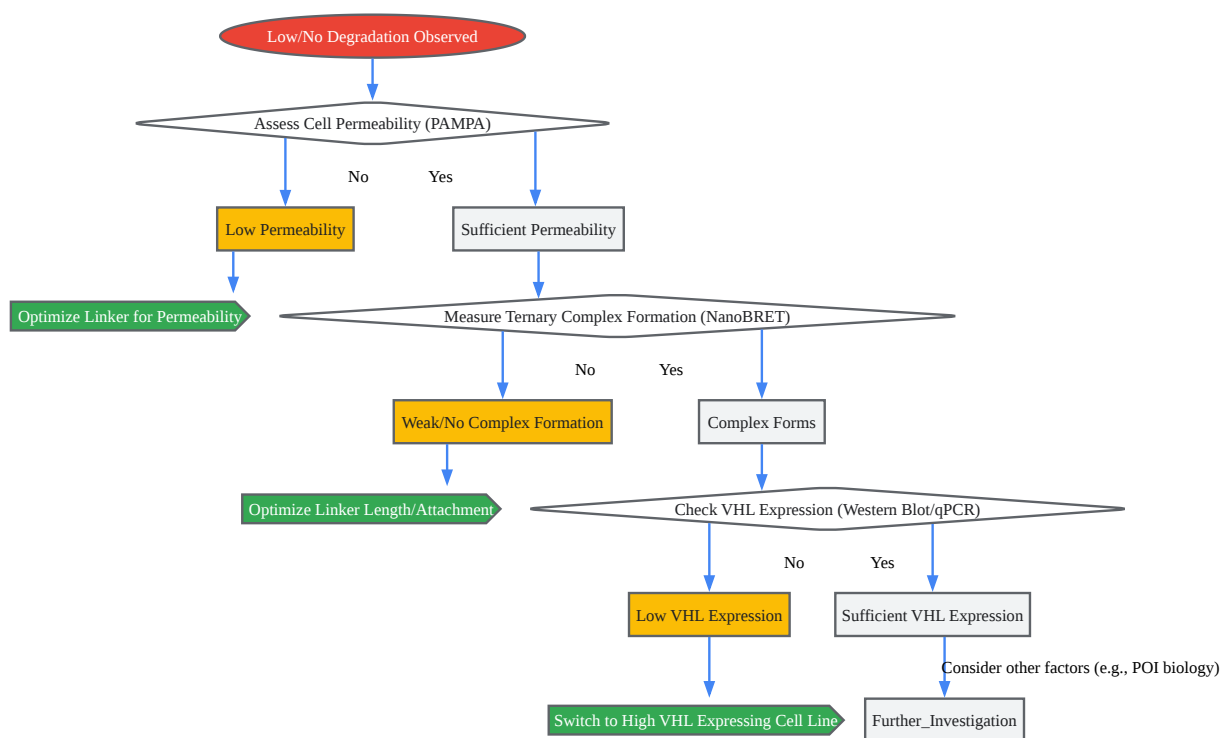 Low/No Degradation Observed
Assess Cell Permeability (PAMPA)
No
Yes
Low Permeability
Sufficient Permeability
Optimize Linker for Permeability
Measure Ternary Complex Formation (NanoBRET)
No
Yes
Weak/No Complex Formation
Complex Forms
Optimize Linker Length/Attachment
Check VHL Expression (Western Blot/qPCR)
No
Yes
Low VHL Expression
Sufficient VHL Expression
Consider other factors (e.g., POI biology)
Switch to High VHL Expressing Cell Line
Further_Investigation